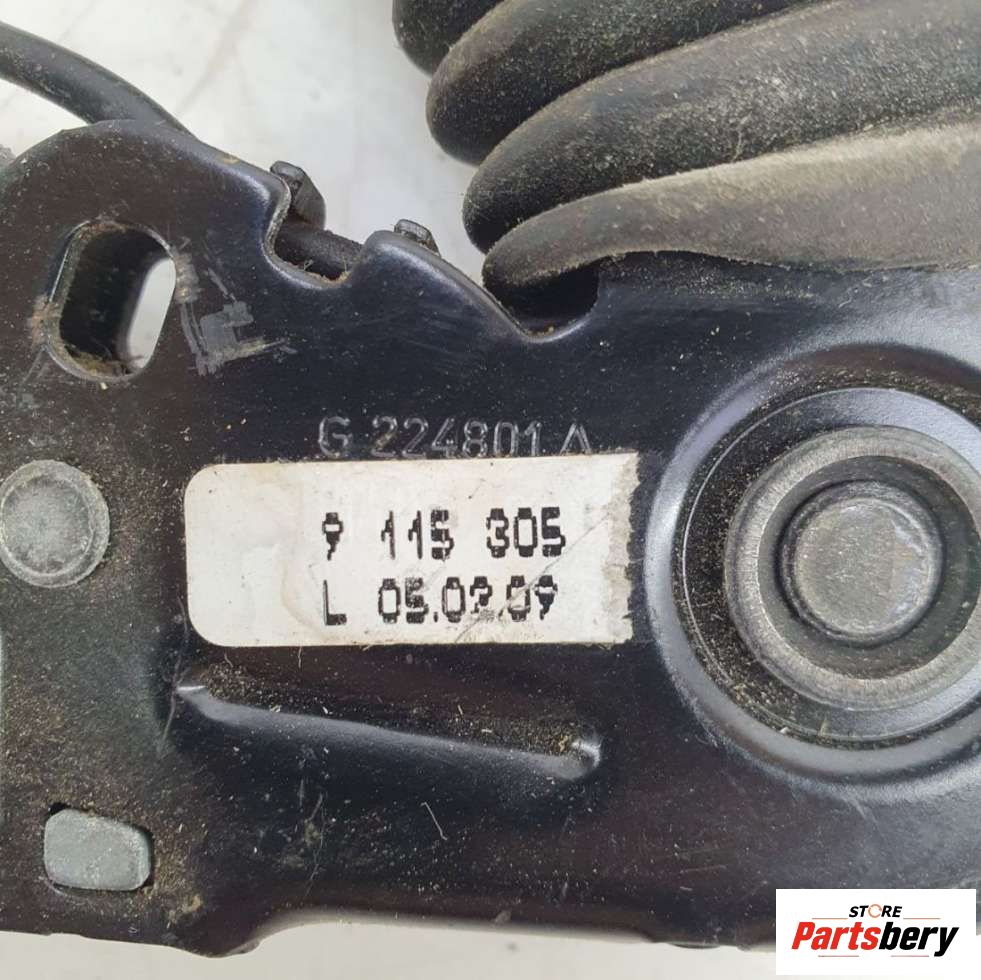 G 224801 A
9 115 305
L 05.02.09
STORE
Partsbery